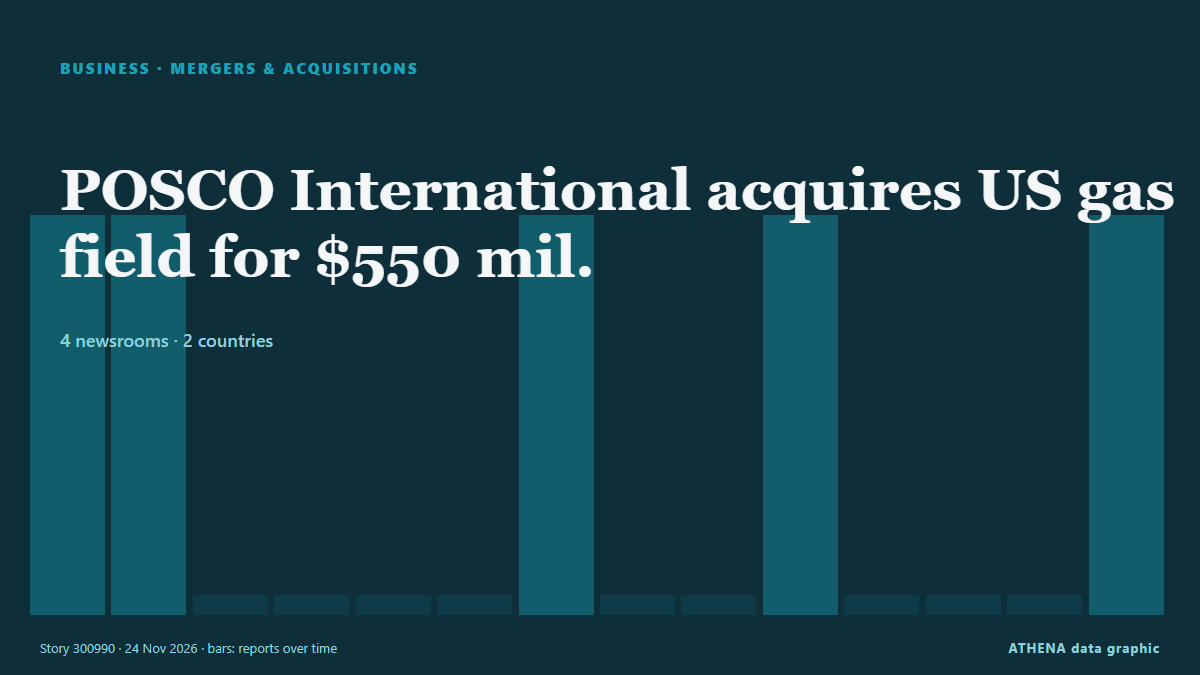 BUSINESS · MERGERS & ACQUISITIONS
POSCO International acquires US gas
field for $550 mil.
4 newsrooms · 2 countries
Story 300990 · 24 Nov 2026 · bars: reports over time
ATHENA data graphic